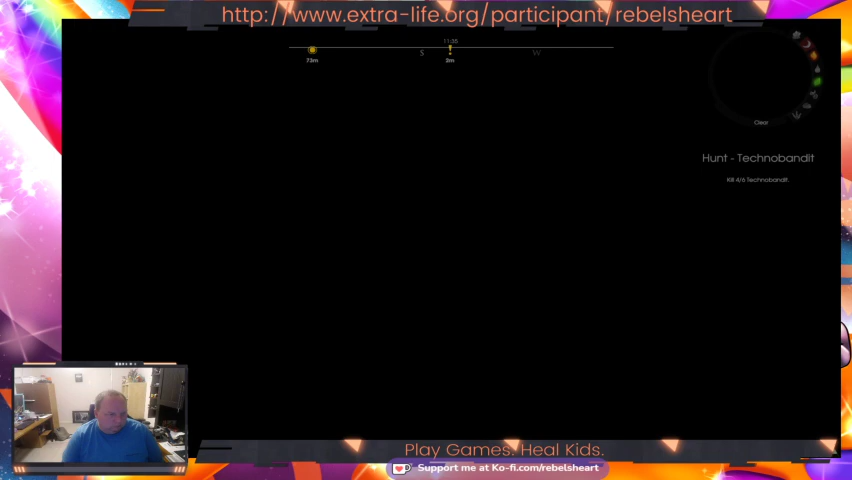 http://www.extra-life.org/participant/rebelsheart
11:35
S
W
73m
2m
Clear
Hunt - Technobandit
Kill 4/6 Technobandit.
Play Games. Heal Kids.
Support me at Ko-fi.com/rebelsheart